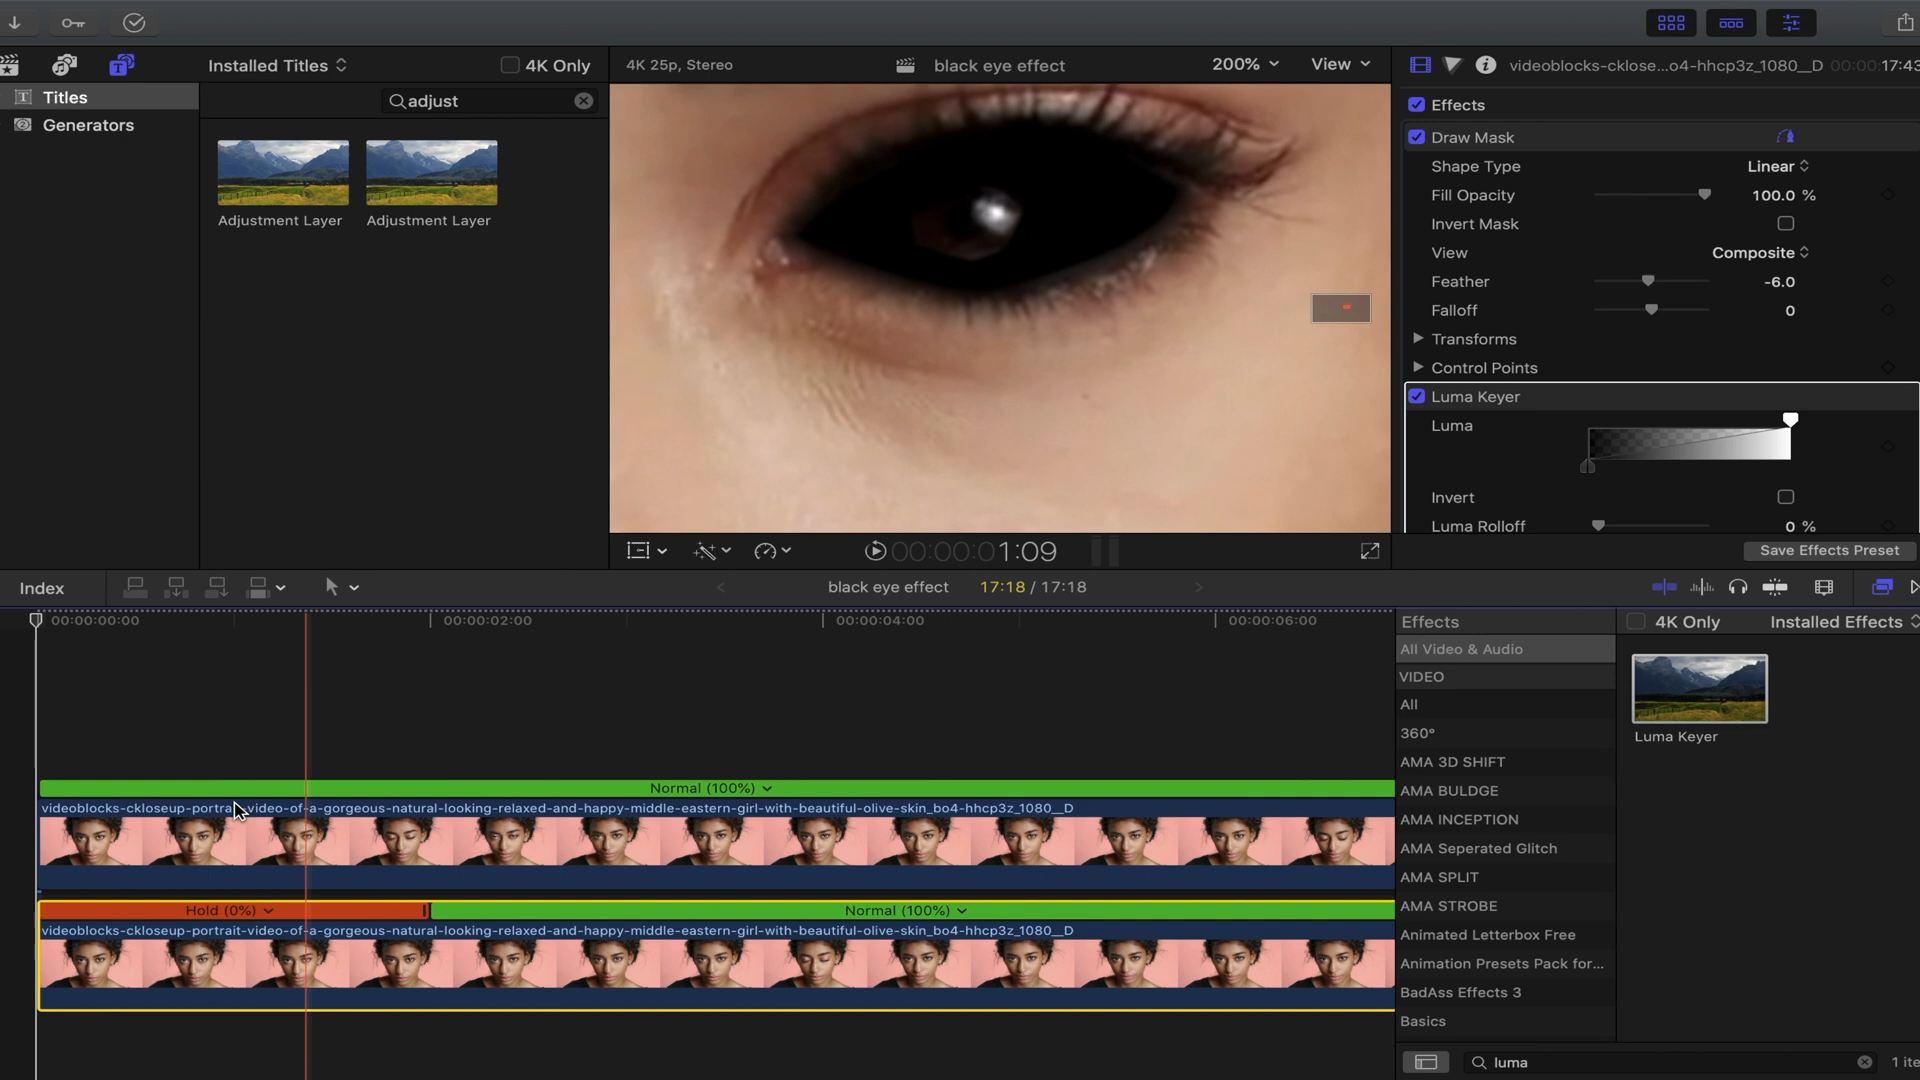 Installed Titles
4K Only
4K 25p, Stereo
black eye effect
200%
View
videoblocks-cklose...o4-hhcp3z_1080__D
00:00:17:43
Titles
Generators
adjust
Adjustment Layer
Adjustment Layer
Effects
Draw Mask
Shape Type
Linear
Fill Opacity
100.0 %
Invert Mask
View
Composite
Feather
-6.0
Falloff
0
Transforms
Control Points
Luma Keyer
Luma
Invert
Luma Rolloff
0 %
Save Effects Preset
00:00:01:09
Index
black eye effect
17:18 / 17:18
00:00:00:00
00:00:02:00
00:00:04:00
00:00:06:00
Normal (100%)
videoblocks-ckloseup-portrait-video-of-a-gorgeous-natural-looking-relaxed-and-happy-middle-eastern-girl-with-beautiful-olive-skin_bo4-hhcp3z_1080__D
Hold (0%)
Normal (100%)
videoblocks-ckloseup-portrait-video-of-a-gorgeous-natural-looking-relaxed-and-happy-middle-eastern-girl-with-beautiful-olive-skin_bo4-hhcp3z_1080__D
Effects
4K Only
Installed Effects
All Video & Audio
VIDEO
All
360°
AMA 3D SHIFT
AMA BULDGE
AMA INCEPTION
AMA Seperated Glitch
AMA SPLIT
AMA STROBE
Animated Letterbox Free
Animation Presets Pack for...
BadAss Effects 3
Basics
Luma Keyer
luma
1 ite